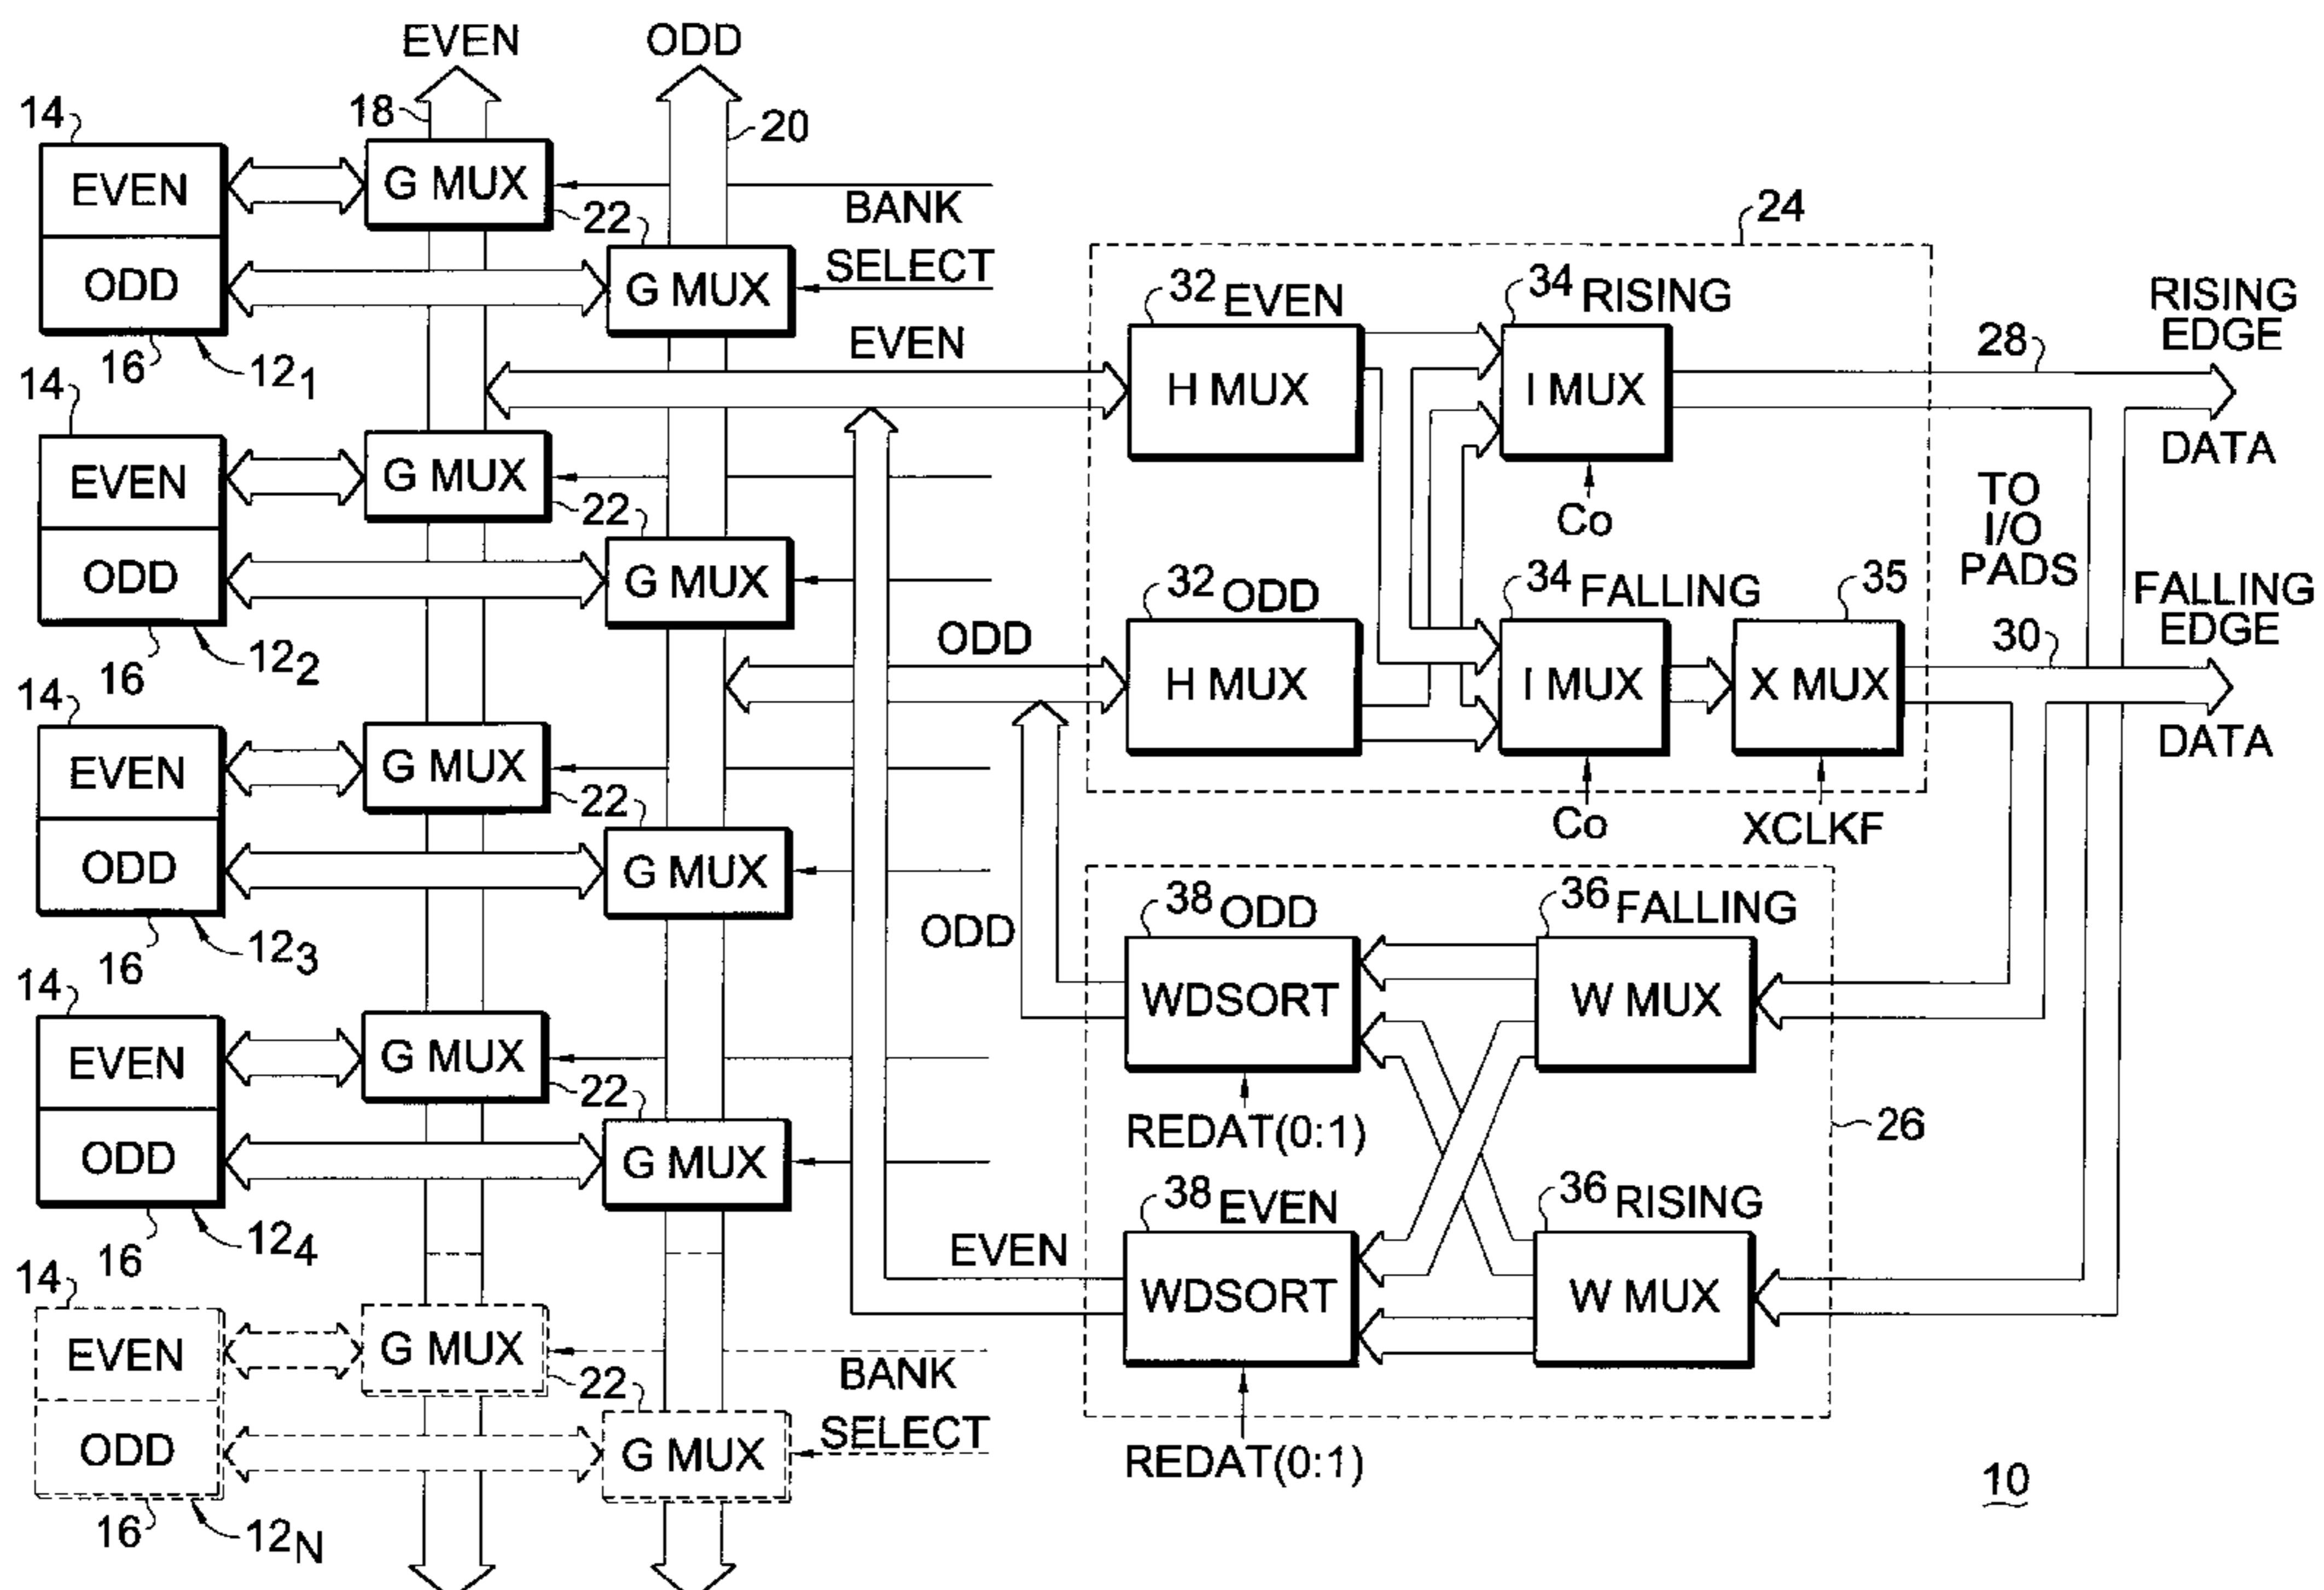 EVEN
ODD
14
18
20
EVEN
G MUX
BANK
22
ODD
G MUX
SELECT
16
12₁
24
32 EVEN
34 RISING
RISING
EDGE
EVEN
28
H MUX
I MUX
DATA
14
EVEN
G MUX
22
TO
I/O
PADS
Co
ODD
G MUX
16
12₂
32 ODD
34 FALLING
35
FALLING
EDGE
ODD
30
H MUX
I MUX
X MUX
DATA
14
EVEN
G MUX
22
Co
XCLKF
ODD
G MUX
16
12₃
38 ODD
36 FALLING
ODD
WDSORT
W MUX
14
EVEN
G MUX
22
REDAT(0:1)
26
ODD
G MUX
16
12₄
38 EVEN
36 RISING
EVEN
WDSORT
W MUX
14
EVEN
G MUX
BANK
22
ODD
G MUX
SELECT
REDAT(0:1)
16
12N
10